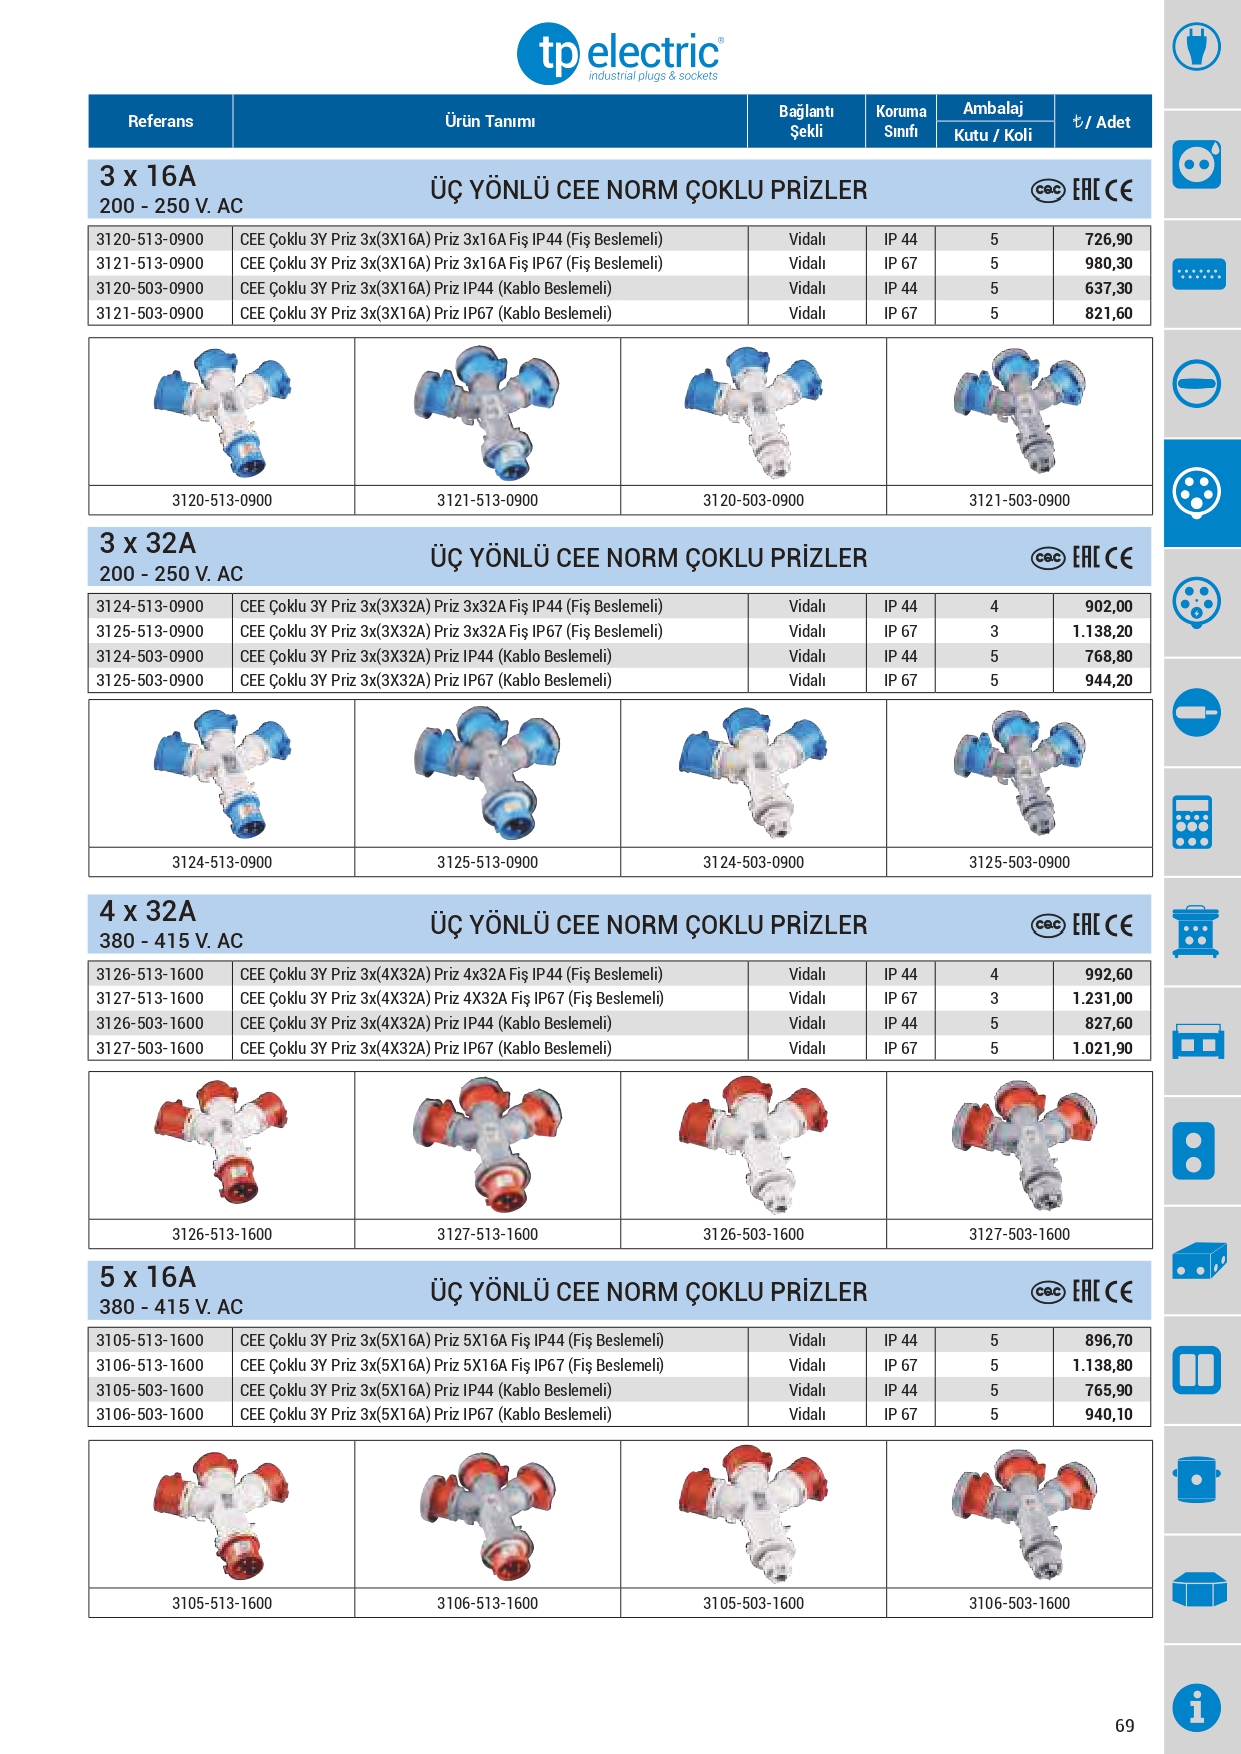 tp electric®
industrial plugs & sockets
Referans Ürün Tanımı Bağlantı Şekli Koruma Sınıfı Ambalaj Kutu / Koli ₺/ Adet
3 x 16A
200 - 250 V. AC
ÜÇ YÖNLÜ CEE NORM ÇOKLU PRİZLER
CQC EAC CE
3120-513-0900 CEE Çoklu 3Y Priz 3x(3X16A) Priz 3x16A Fiş IP44 (Fiş Beslemeli) Vidalı IP 44 5 726,90
3121-513-0900 CEE Çoklu 3Y Priz 3x(3X16A) Priz 3x16A Fiş IP67 (Fiş Beslemeli) Vidalı IP 67 5 980,30
3120-503-0900 CEE Çoklu 3Y Priz 3x(3X16A) Priz IP44 (Kablo Beslemeli) Vidalı IP 44 5 637,30
3121-503-0900 CEE Çoklu 3Y Priz 3x(3X16A) Priz IP67 (Kablo Beslemeli) Vidalı IP 67 5 821,60
3120-513-0900 3121-513-0900 3120-503-0900 3121-503-0900
3 x 32A
200 - 250 V. AC
ÜÇ YÖNLÜ CEE NORM ÇOKLU PRİZLER
CQC EAC CE
3124-513-0900 CEE Çoklu 3Y Priz 3x(3X32A) Priz 3x32A Fiş IP44 (Fiş Beslemeli) Vidalı IP 44 4 902,00
3125-513-0900 CEE Çoklu 3Y Priz 3x(3X32A) Priz 3x32A Fiş IP67 (Fiş Beslemeli) Vidalı IP 67 3 1.138,20
3124-503-0900 CEE Çoklu 3Y Priz 3x(3X32A) Priz IP44 (Kablo Beslemeli) Vidalı IP 44 5 768,80
3125-503-0900 CEE Çoklu 3Y Priz 3x(3X32A) Priz IP67 (Kablo Beslemeli) Vidalı IP 67 5 944,20
3124-513-0900 3125-513-0900 3124-503-0900 3125-503-0900
4 x 32A
380 - 415 V. AC
ÜÇ YÖNLÜ CEE NORM ÇOKLU PRİZLER
CQC EAC CE
3126-513-1600 CEE Çoklu 3Y Priz 3x(4X32A) Priz 4x32A Fiş IP44 (Fiş Beslemeli) Vidalı IP 44 4 992,60
3127-513-1600 CEE Çoklu 3Y Priz 3x(4X32A) Priz 4X32A Fiş IP67 (Fiş Beslemeli) Vidalı IP 67 3 1.231,00
3126-503-1600 CEE Çoklu 3Y Priz 3x(4X32A) Priz IP44 (Kablo Beslemeli) Vidalı IP 44 5 827,60
3127-503-1600 CEE Çoklu 3Y Priz 3x(4X32A) Priz IP67 (Kablo Beslemeli) Vidalı IP 67 5 1.021,90
3126-513-1600 3127-513-1600 3126-503-1600 3127-503-1600
5 x 16A
380 - 415 V. AC
ÜÇ YÖNLÜ CEE NORM ÇOKLU PRİZLER
CQC EAC CE
3105-513-1600 CEE Çoklu 3Y Priz 3x(5X16A) Priz 5X16A Fiş IP44 (Fiş Beslemeli) Vidalı IP 44 5 896,70
3106-513-1600 CEE Çoklu 3Y Priz 3x(5X16A) Priz 5X16A Fiş IP67 (Fiş Beslemeli) Vidalı IP 67 5 1.138,80
3105-503-1600 CEE Çoklu 3Y Priz 3x(5X16A) Priz IP44 (Kablo Beslemeli) Vidalı IP 44 5 765,90
3106-503-1600 CEE Çoklu 3Y Priz 3x(5X16A) Priz IP67 (Kablo Beslemeli) Vidalı IP 67 5 940,10
3105-513-1600 3106-513-1600 3105-503-1600 3106-503-1600
69